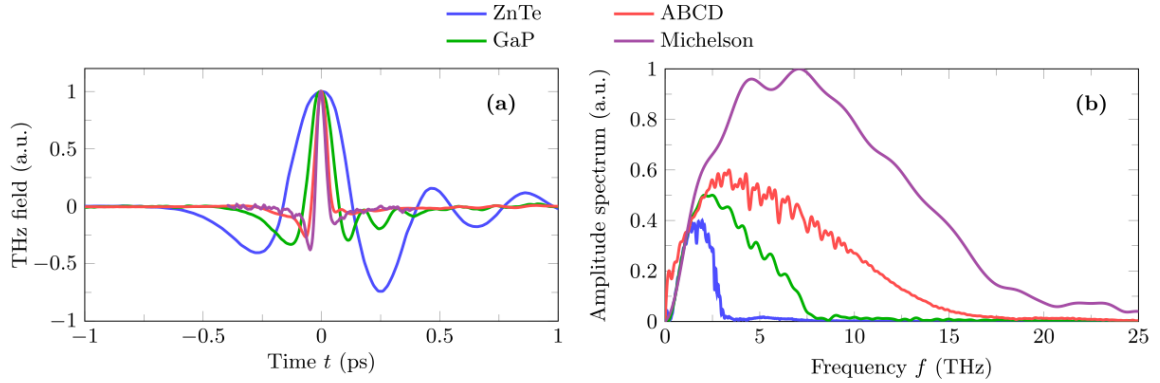 ZnTe
GaP
ABCD
Michelson
(a)
THz field (a.u.)
1
0.5
0
−0.5
−1
−1
−0.5
0
0.5
1
Time t (ps)
(b)
Amplitude spectrum (a.u.)
1
0.8
0.6
0.4
0.2
0
0
5
10
15
20
25
Frequency f (THz)